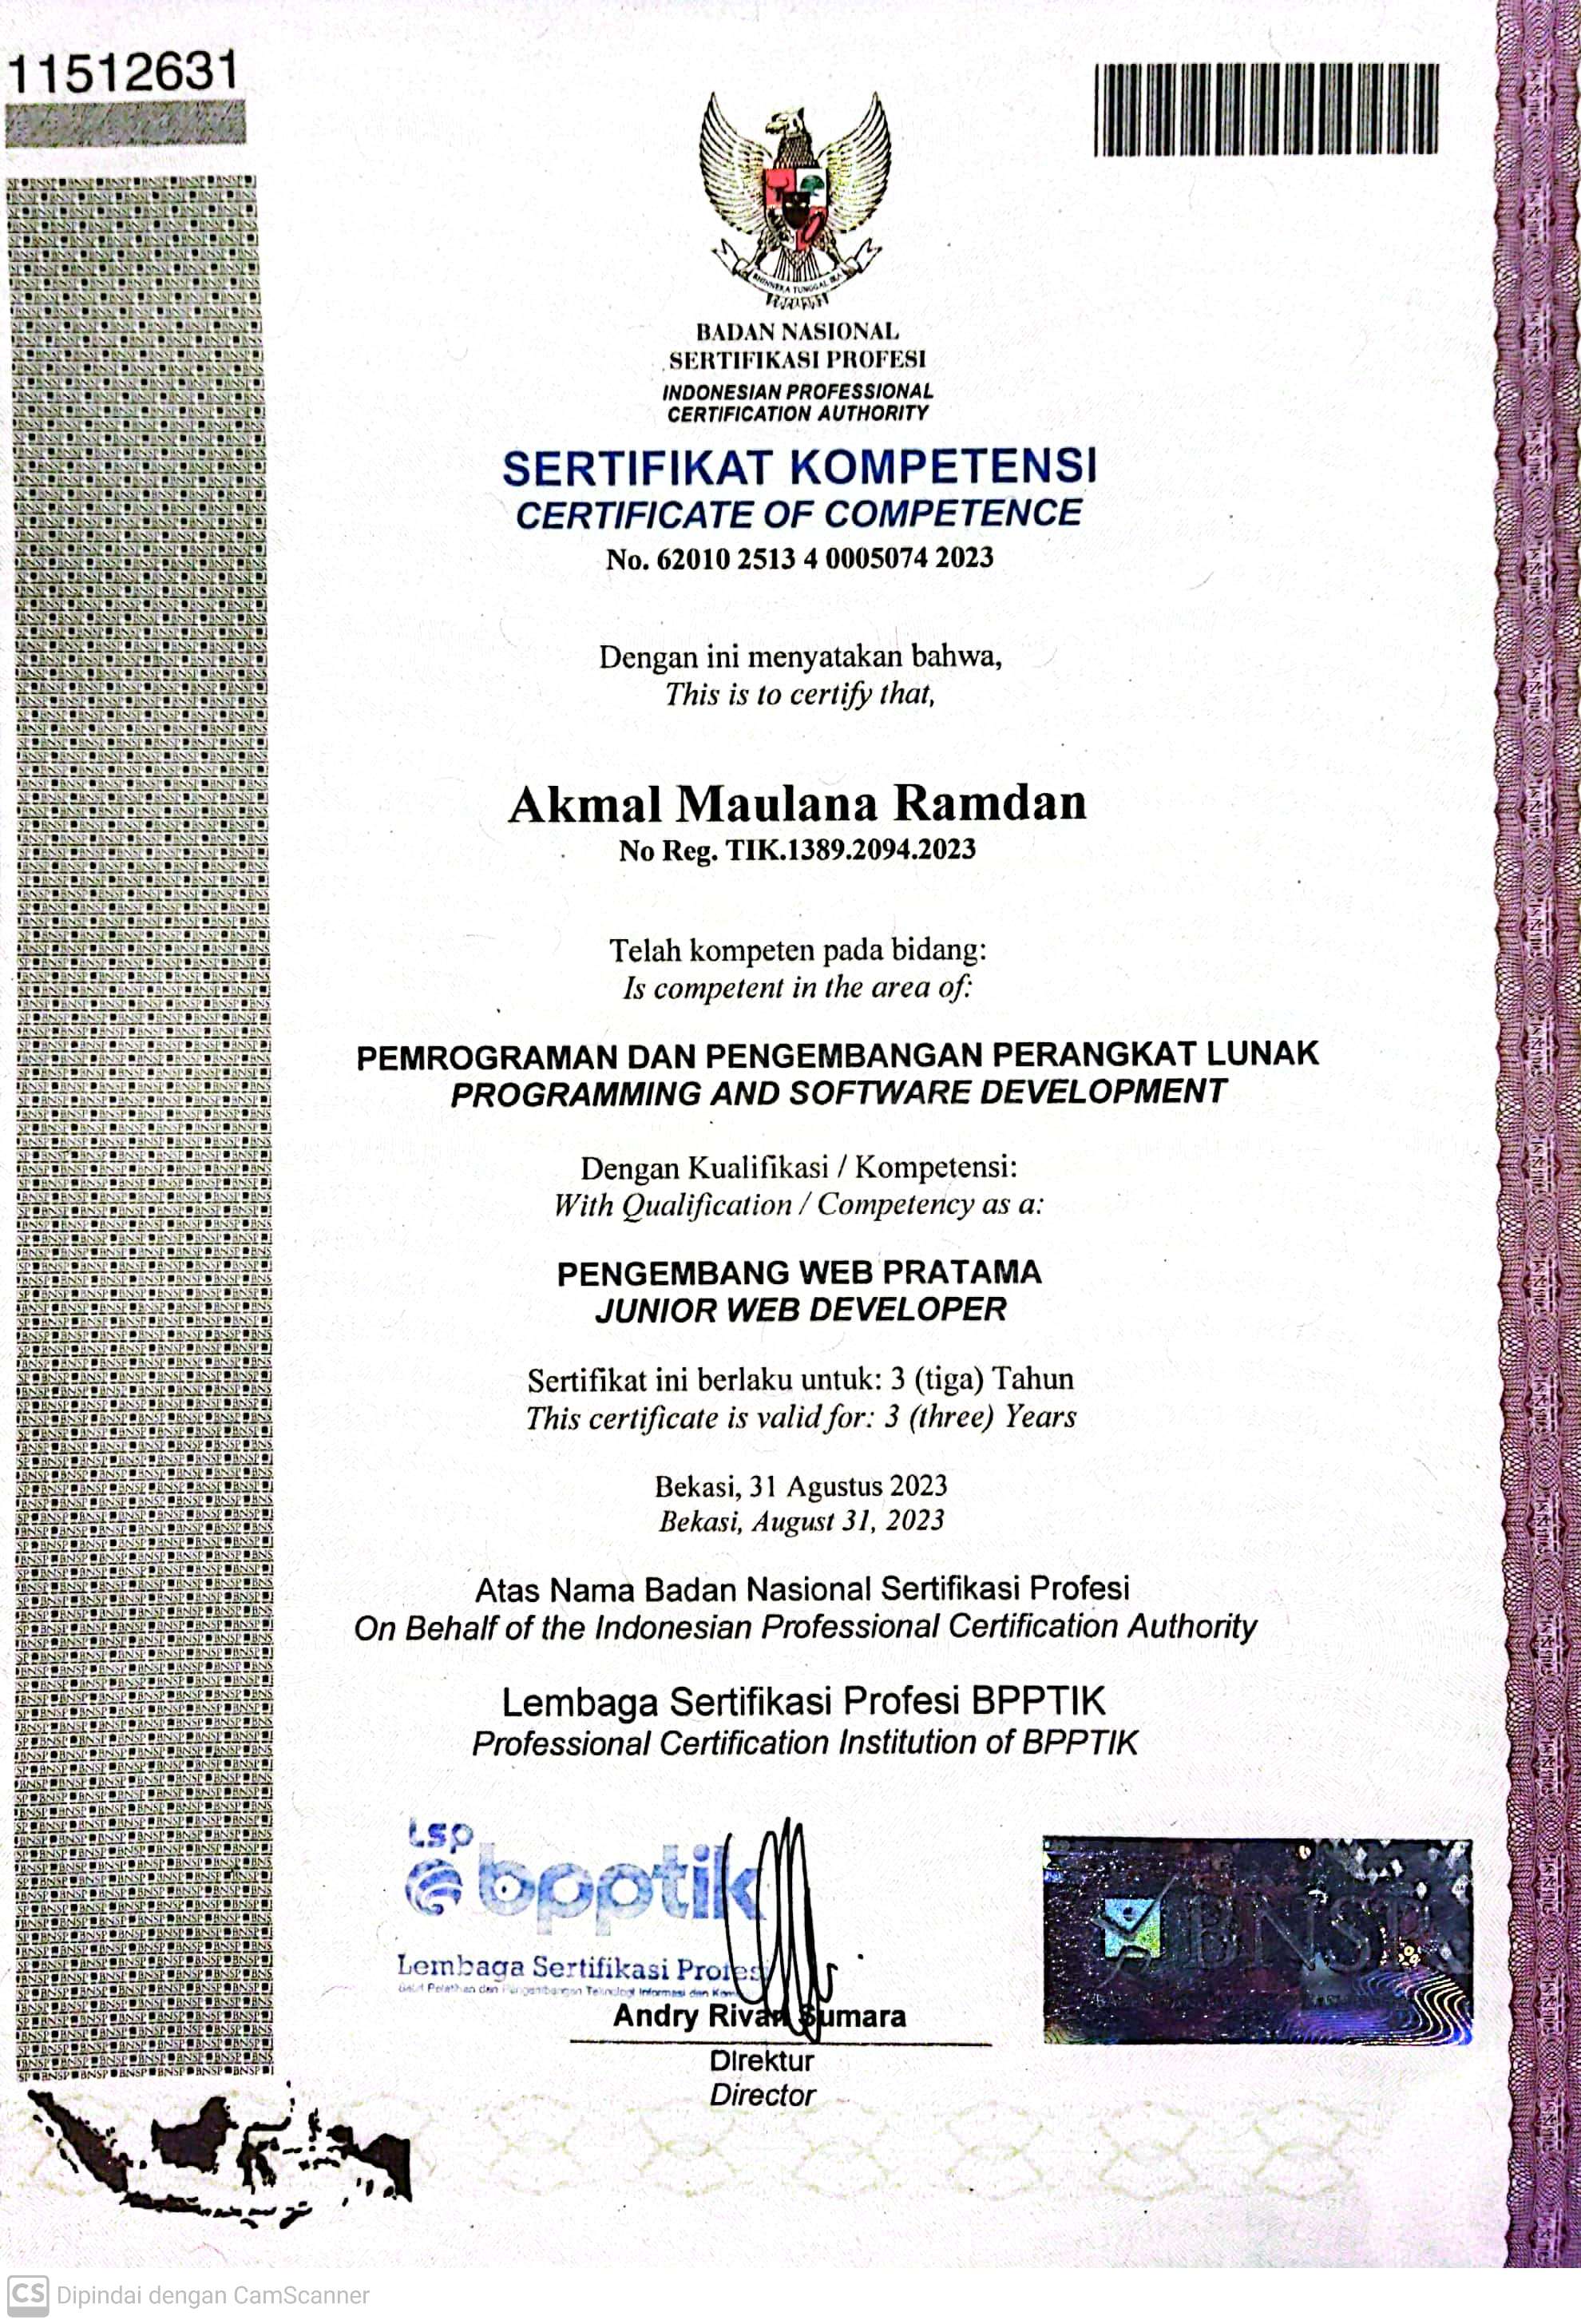 11512631
BHINNEKA TUNGGAL IKA
BADAN NASIONAL
SERTIFIKASI PROFESI
INDONESIAN PROFESSIONAL
CERTIFICATION AUTHORITY
SERTIFIKAT KOMPETENSI
CERTIFICATE OF COMPETENCE
No. 62010 2513 4 0005074 2023
Dengan ini menyatakan bahwa,
This is to certify that,
Akmal Maulana Ramdan
No Reg. TIK.1389.2094.2023
Telah kompeten pada bidang:
Is competent in the area of:
PEMROGRAMAN DAN PENGEMBANGAN PERANGKAT LUNAK
PROGRAMMING AND SOFTWARE DEVELOPMENT
Dengan Kualifikasi / Kompetensi:
With Qualification / Competency as a:
PENGEMBANG WEB PRATAMA
JUNIOR WEB DEVELOPER
Sertifikat ini berlaku untuk: 3 (tiga) Tahun
This certificate is valid for: 3 (three) Years
Bekasi, 31 Agustus 2023
Bekasi, August 31, 2023
Atas Nama Badan Nasional Sertifikasi Profesi
On Behalf of the Indonesian Professional Certification Authority
Lembaga Sertifikasi Profesi BPPTIK
Professional Certification Institution of BPPTIK
Lsp
bpptik
BNSP
Lembaga Sertifikasi Profesi
Balai Pelatihan dan Pengembangan Teknologi Informasi dan
Andry Rivan Sumara
Direktur
Director
CS Dipindai dengan CamScanner